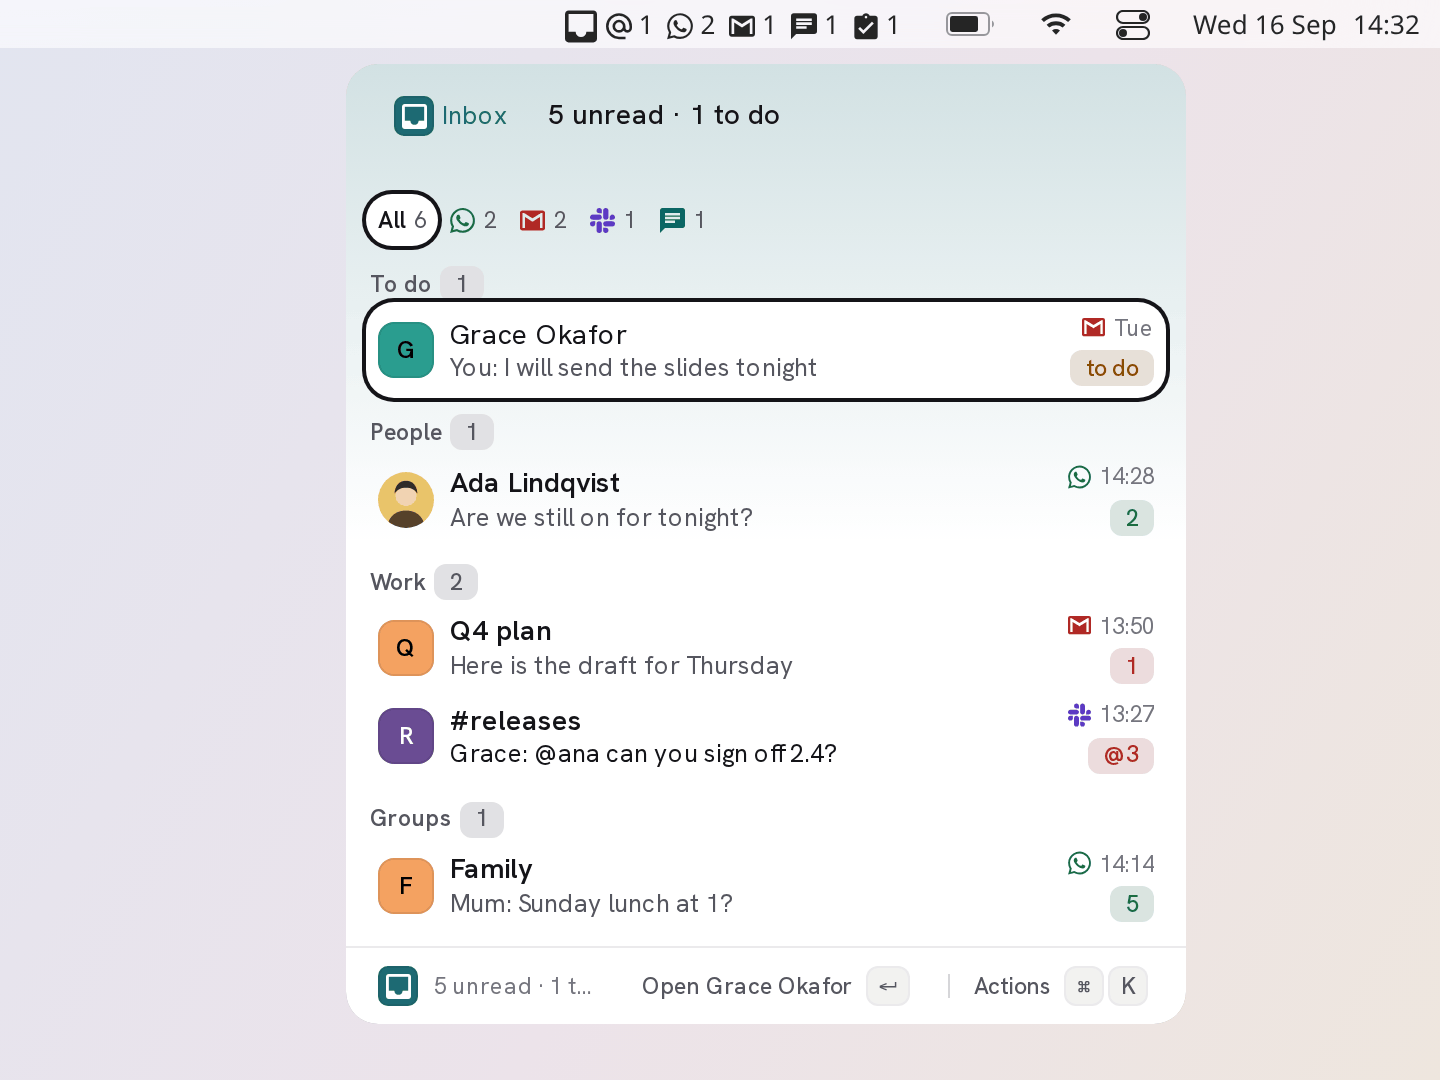 @ 1 2 1 1 1 Wed 16 Sep 14:32
Inbox 5 unread · 1 to do
All 6 2 2 1 1
To do 1
G Grace Okafor Tue
You: I will send the slides tonight to do
People 1
Ada Lindqvist 14:28
Are we still on for tonight? 2
Work 2
Q Q4 plan 13:50
Here is the draft for Thursday 1
R #releases 13:27
Grace: @ana can you sign off 2.4? @3
Groups 1
F Family 14:14
Mum: Sunday lunch at 1? 5
5 unread · 1 t… Open Grace Okafor ↩ Actions ⌘ K